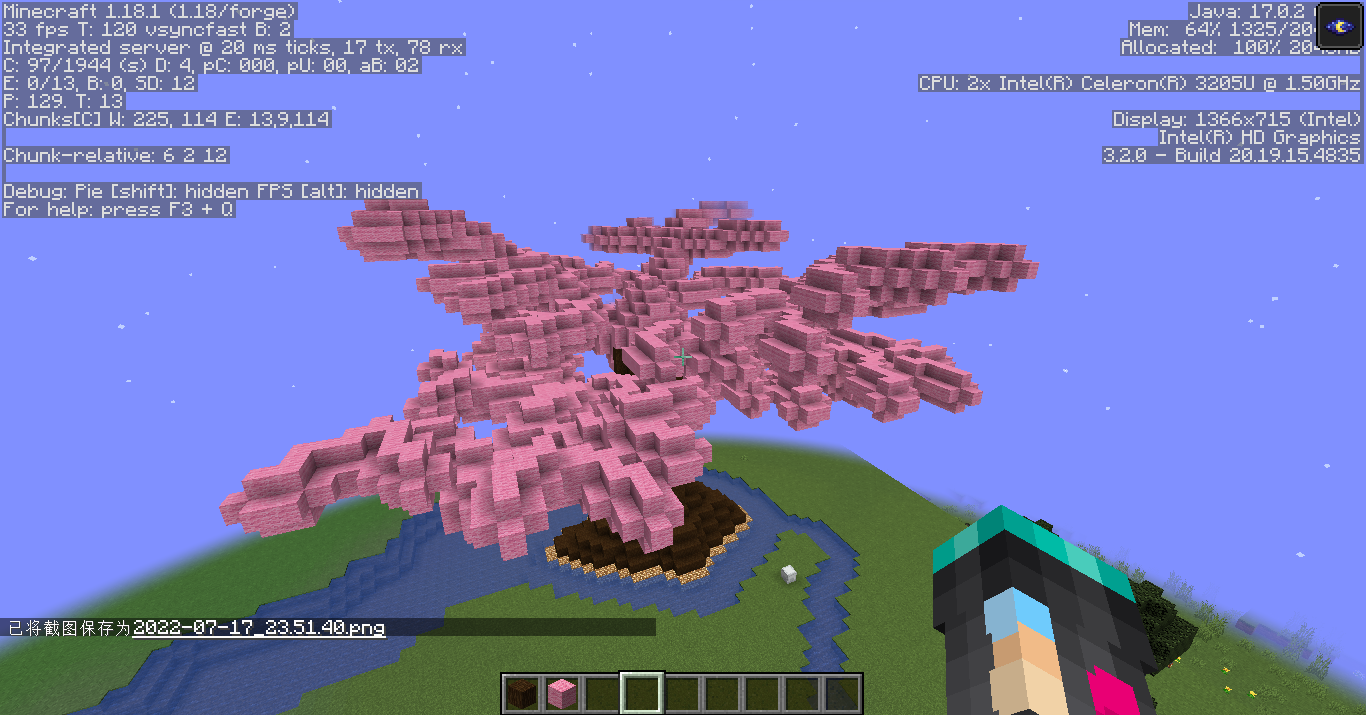 Minecraft 1.18.1 (1.18/forge)
33 fps T: 120 vsyncfast B: 2
Integrated server @ 20 ms ticks, 17 tx, 78 rx
C: 97/1944 (s) D: 4, pC: 000, pU: 00, aB: 02
E: 0/13, B: 0, SD: 12
P: 129. T: 13
Chunks[C] W: 225, 114 E: 13,9,114
Chunk-relative: 6 2 12
Debug: Pie [shift]: hidden FPS [alt]: hidden
For help: press F3 + Q
Java: 17.0.2
Mem: 64% 1325/20
Allocated: 100% 20
CPU: 2x Intel(R) Celeron(R) 3205U @ 1.50GHz
Display: 1366x715 (Intel)
Intel(R) HD Graphics
3.2.0 - Build 20.19.15.4835
已将截图保存为2022-07-17_23.51.40.png